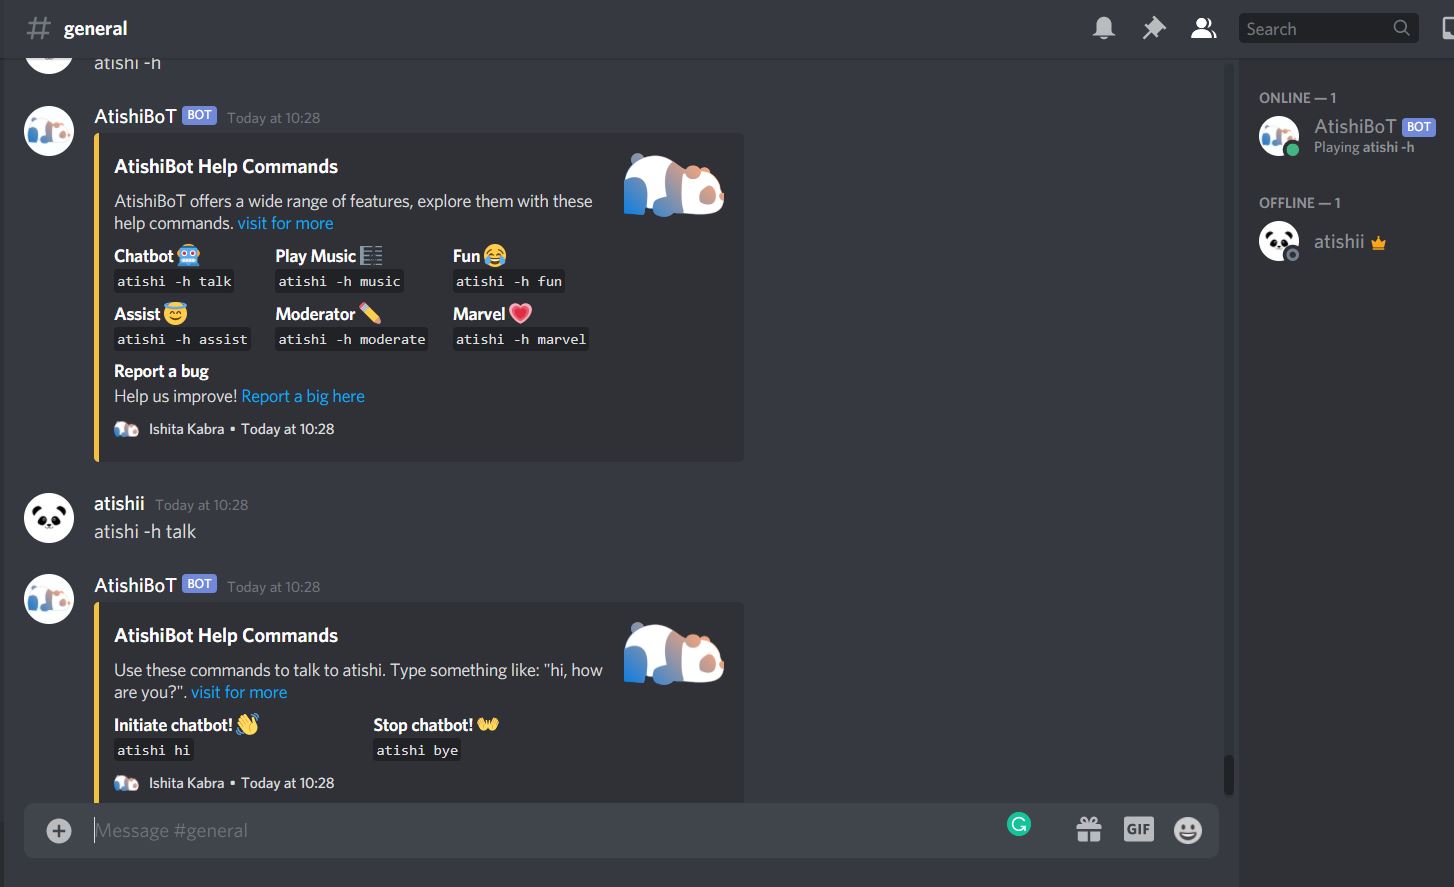 # general
Search
atishi -h
AtishiBoT BOT Today at 10:28
AtishiBot Help Commands
AtishiBoT offers a wide range of features, explore them with these
help commands. visit for more
Chatbot 🤖 Play Music 🎼 Fun 😂
atishi -h talk atishi -h music atishi -h fun
Assist 😇 Moderator ✏️ Marvel 💗
atishi -h assist atishi -h moderate atishi -h marvel
Report a bug
Help us improve! Report a big here
Ishita Kabra • Today at 10:28
atishii Today at 10:28
atishi -h talk
AtishiBoT BOT Today at 10:28
AtishiBot Help Commands
Use these commands to talk to atishi. Type something like: "hi, how
are you?". visit for more
Initiate chatbot! 👋 Stop chatbot! 👐
atishi hi atishi bye
Ishita Kabra • Today at 10:28
Message #general
GIF
ONLINE — 1
AtishiBoT BOT
Playing atishi -h
OFFLINE — 1
atishii